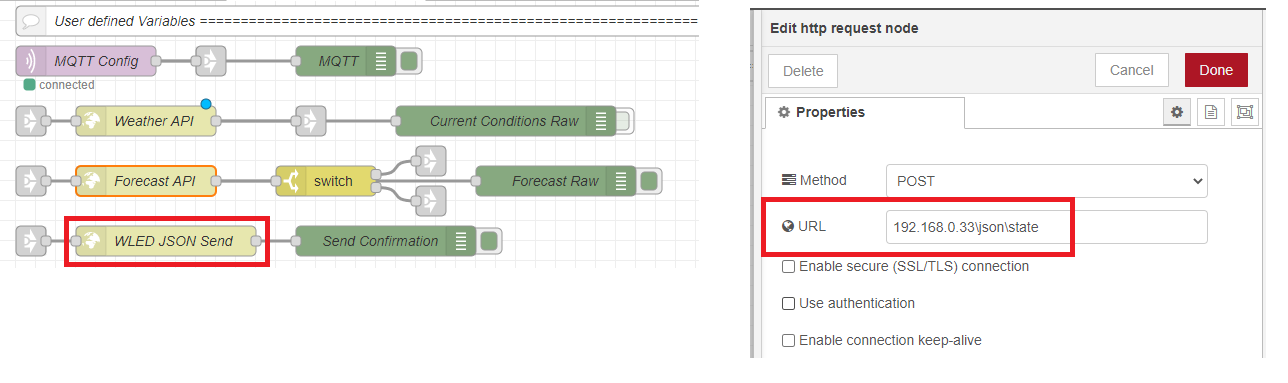 User defined Variables ============================================================
MQTT Config
MQTT
connected
Weather API
Current Conditions Raw
Forecast API
switch
Forecast Raw
WLED JSON Send
Send Confirmation
Edit http request node
Delete
Cancel
Done
Properties
Method
POST
URL
192.168.0.33\json\state
Enable secure (SSL/TLS) connection
Use authentication
Enable connection keep-alive